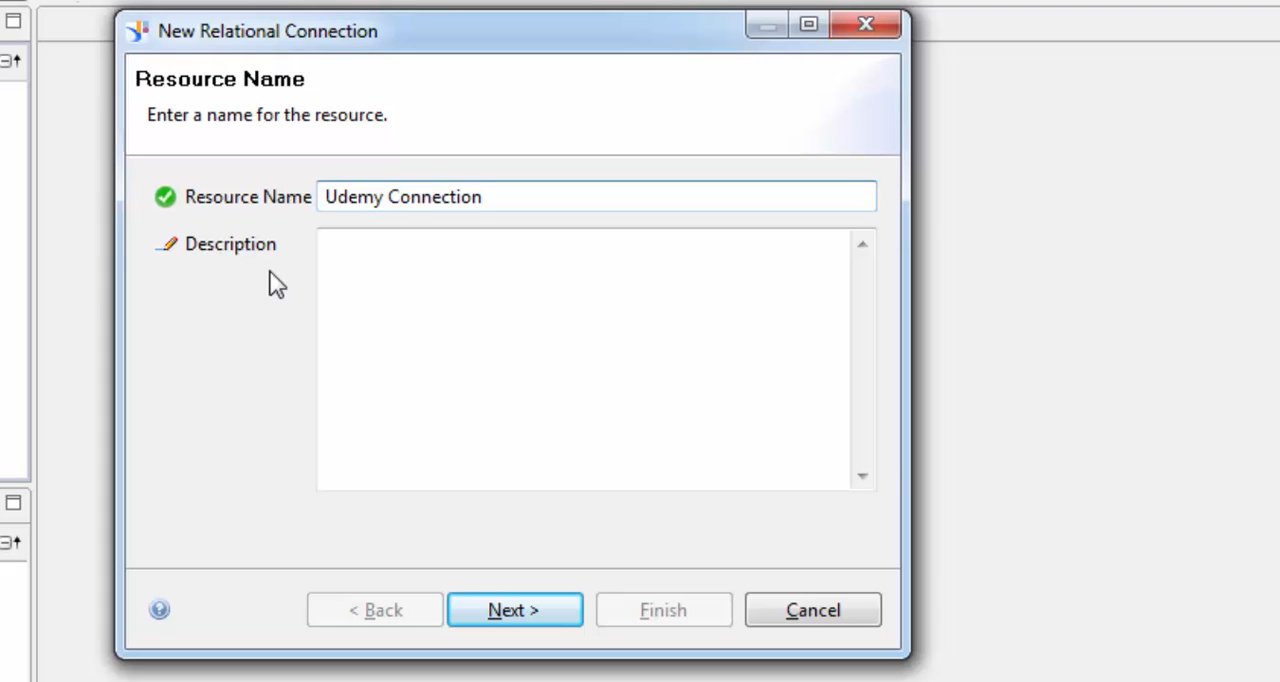 New Relational Connection
Resource Name
Enter a name for the resource.
Resource Name Udemy Connection
Description
< Back Next > Finish Cancel